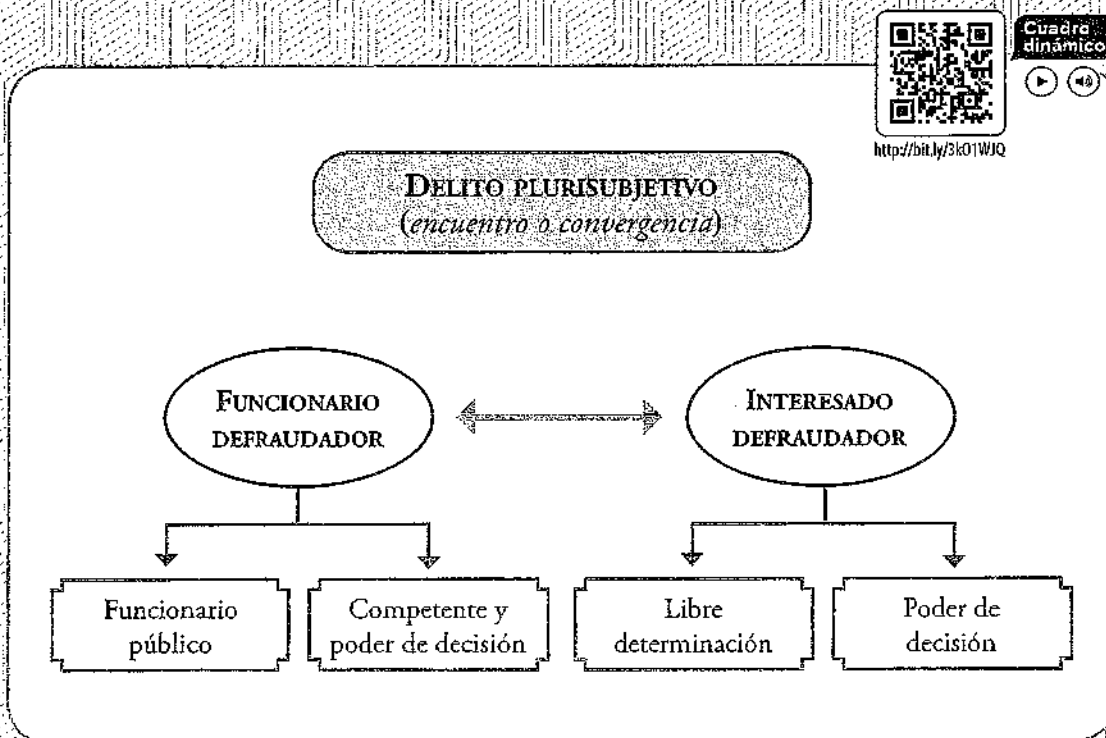 Cuadro
dinámico
http://bit.ly/3kO1WJQ
DELITO PLURISUBJETIVO
(encuentro o convergencia)
FUNCIONARIO
DEFRAUDADOR
INTERESADO
DEFRAUDADOR
Funcionario
público
Competente y
poder de decisión
Libre
determinación
Poder de
decisión